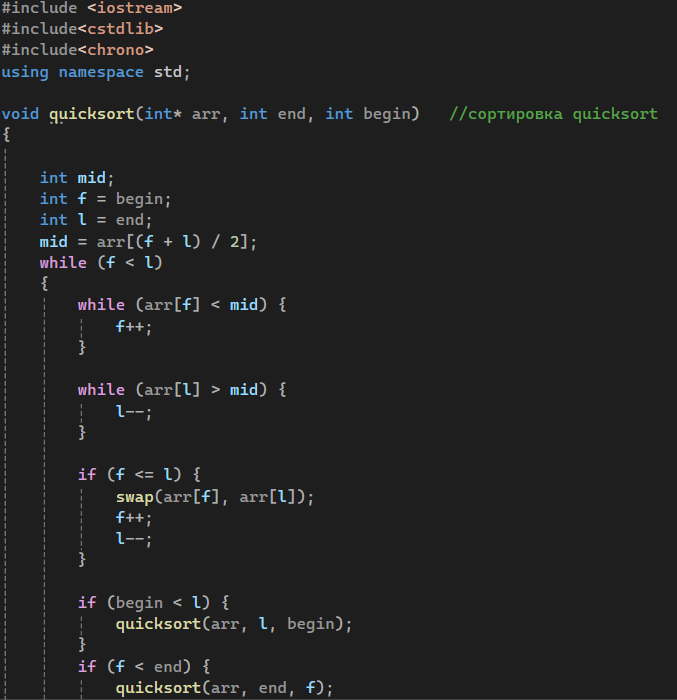 #include <iostream>
#include<cstdlib>
#include<chrono>
using namespace std;

void quicksort(int* arr, int end, int begin)   //сортировка quicksort
{

    int mid;
    int f = begin;
    int l = end;
    mid = arr[(f + l) / 2];
    while (f < l)
    {
        while (arr[f] < mid) {
            f++;
        }

        while (arr[l] > mid) {
            l--;
        }

        if (f <= l) {
            swap(arr[f], arr[l]);
            f++;
            l--;
        }

        if (begin < l) {
            quicksort(arr, l, begin);
        }
        if (f < end) {
            quicksort(arr, end, f);